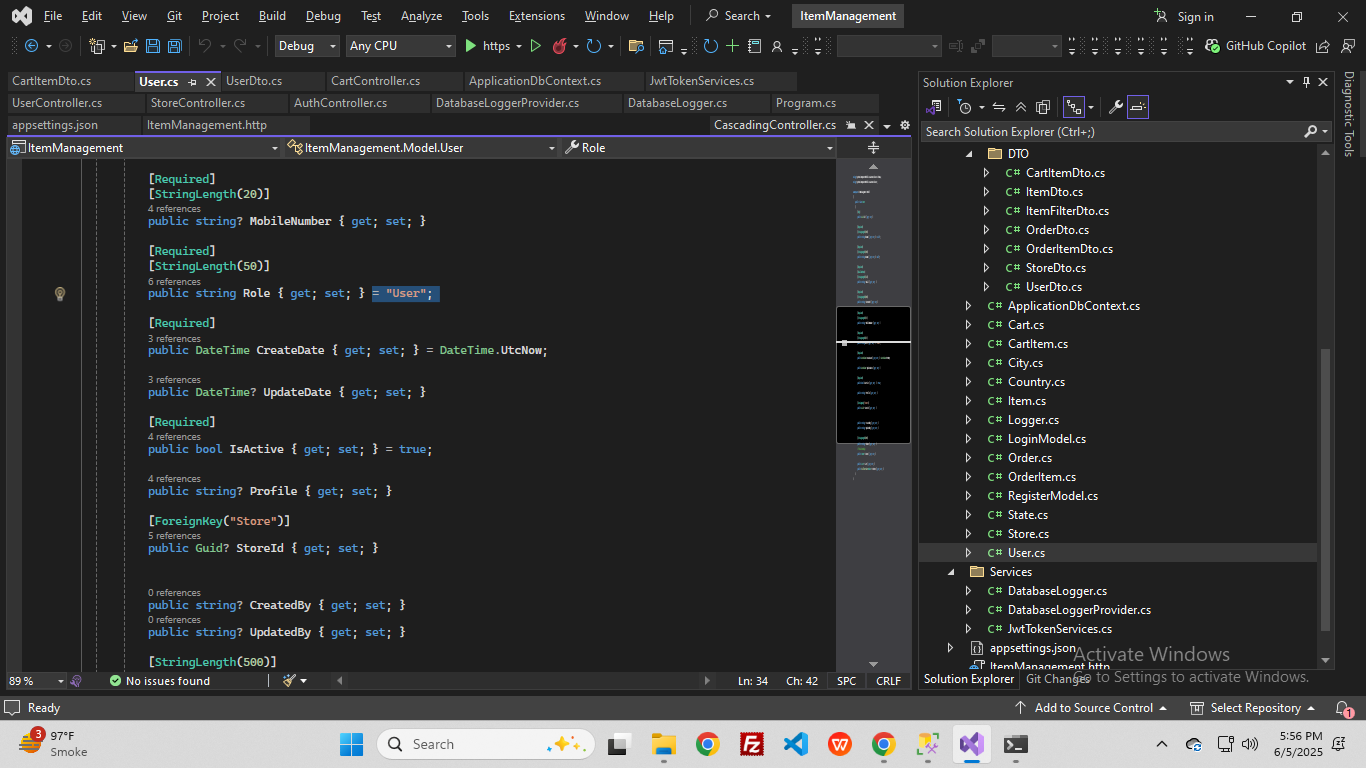 File Edit View Git Project Build Debug Test Analyze Tools Extensions Window Help Search ItemManagement Sign in
Debug Any CPU https GitHub Copilot
CartItemDto.cs User.cs UserDto.cs CartController.cs ApplicationDbContext.cs JwtTokenServices.cs
UserController.cs StoreController.cs AuthController.cs DatabaseLoggerProvider.cs DatabaseLogger.cs Program.cs
appsettings.json ItemManagement.http CascadingController.cs
ItemManagement ItemManagement.Model.User Role
[Required]
[StringLength(20)]
4 references
public string? MobileNumber { get; set; }
[Required]
[StringLength(50)]
6 references
public string Role { get; set; } = "User";
[Required]
3 references
public DateTime CreateDate { get; set; } = DateTime.UtcNow;
3 references
public DateTime? UpdateDate { get; set; }
[Required]
4 references
public bool IsActive { get; set; } = true;
4 references
public string? Profile { get; set; }
[ForeignKey("Store")]
5 references
public Guid? StoreId { get; set; }
0 references
public string? CreatedBy { get; set; }
0 references
public string? UpdatedBy { get; set; }
[StringLength(500)]
89 % No issues found Ln: 34 Ch: 42 SPC CRLF
Solution Explorer
Search Solution Explorer (Ctrl+;)
DTO
C# CartItemDto.cs
C# ItemDto.cs
C# ItemFilterDto.cs
C# OrderDto.cs
C# OrderItemDto.cs
C# StoreDto.cs
C# UserDto.cs
C# ApplicationDbContext.cs
C# Cart.cs
C# CartItem.cs
C# City.cs
C# Country.cs
C# Item.cs
C# Logger.cs
C# LoginModel.cs
C# Order.cs
C# OrderItem.cs
C# RegisterModel.cs
C# State.cs
C# Store.cs
C# User.cs
Services
C# DatabaseLogger.cs
C# DatabaseLoggerProvider.cs
C# JwtTokenServices.cs
appsettings.json
ItemManagement.http
Solution Explorer Git Changes
Diagnostic Tools
Activate Windows
Go to Settings to activate Windows.
Ready Add to Source Control Select Repository 1
3 97°F
Smoke
Search
5:56 PM
6/5/2025